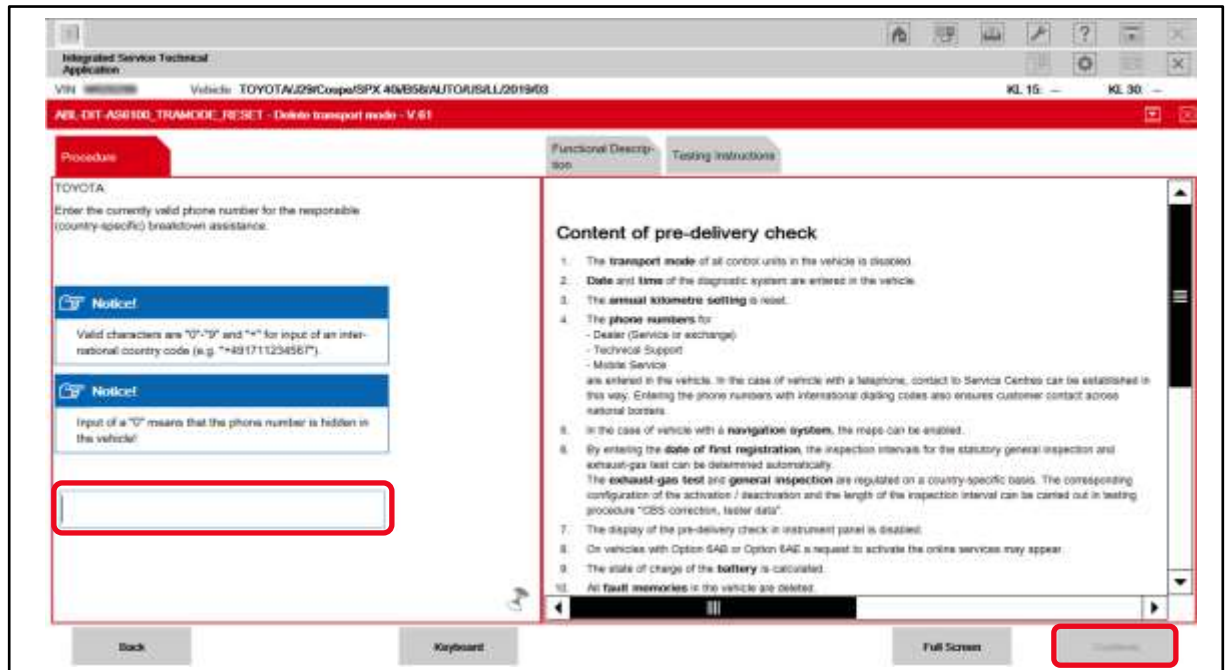 Integrated Service Technical
Application
VIN
Vehicle TOYOTA/J29/Coupe/SPX 40i/B58/AUTO/US/LL/2019/03
KL 15: --
KL 30: --
ABL-DIT-AS6100_TRAMODE_RESET - Delete transport mode - V.61
Procedure
Functional Descrip-
tion
Testing Instructions
TOYOTA
Enter the currently valid phone number for the responsible
(country-specific) breakdown assistance.
Notice!
Valid characters are "0"-"9" and "+" for input of an inter-
national country code (e.g. "+491711234567").
Notice!
Input of a "0" means that the phone number is hidden in
the vehicle!
Content of pre-delivery check
1. The transport mode of all control units in the vehicle is disabled.
2. Date and time of the diagnostic system are entered in the vehicle.
3. The annual kilometre setting is reset.
4. The phone numbers for
- Dealer (Service or exchange)
- Technical Support
- Mobile Service
are entered in the vehicle. In the case of vehicle with a telephone, contact to Service Centres can be established in
this way. Entering the phone numbers with international dialling codes also ensures customer contact across
national borders.
5. In the case of vehicle with a navigation system, the maps can be enabled.
6. By entering the date of first registration, the inspection intervals for the statutory general inspection and
exhaust-gas test can be determined automatically.
The exhaust-gas test and general inspection are regulated on a country-specific basis. The corresponding
configuration of the activation / deactivation and the length of the inspection interval can be carried out in testing
procedure "CBS correction, tester data".
7. The display of the pre-delivery check in instrument panel is disabled.
8. On vehicles with Option 6AB or Option 6AE a request to activate the online services may appear.
9. The state of charge of the battery is calculated.
10. All fault memories in the vehicle are deleted.
Back
Keyboard
Full Screen
Continue